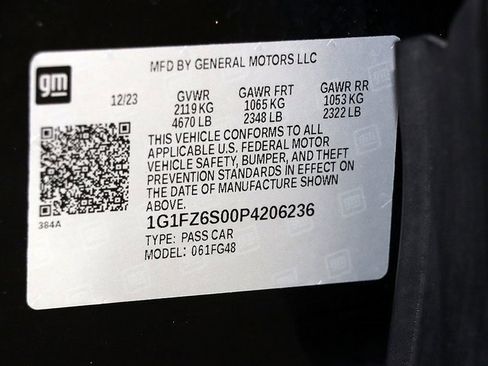 gm
MFD BY GENERAL MOTORS LLC
12/23
GVWR GAWR FRT GAWR RR
2119 KG 1065 KG 1053 KG
4670 LB 2348 LB 2322 LB
THIS VEHICLE CONFORMS TO ALL
APPLICABLE U.S. FEDERAL MOTOR
VEHICLE SAFETY, BUMPER, AND THEFT
PREVENTION STANDARDS IN EFFECT ON
THE DATE OF MANUFACTURE SHOWN
ABOVE.
384A
1G1FZ6S00P4206236
TYPE: PASS CAR
MODEL: 061FG48